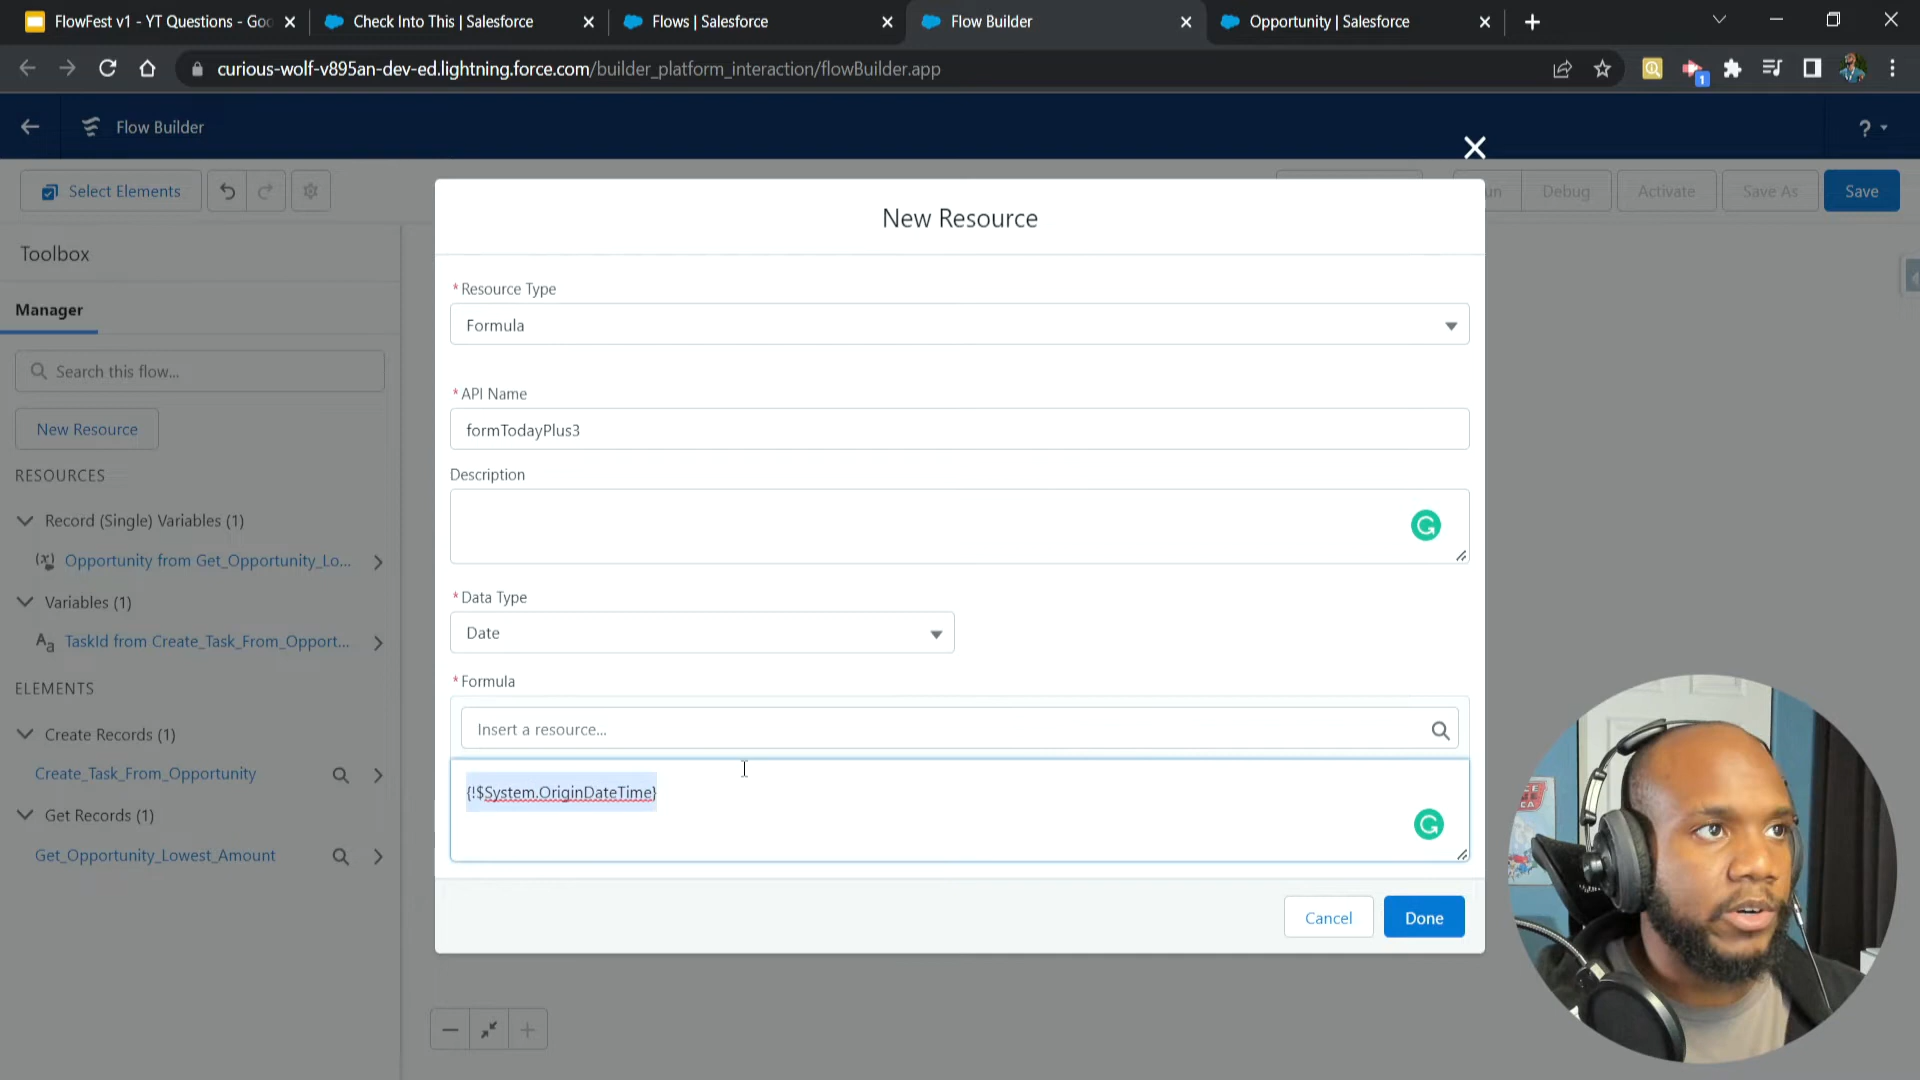 FlowFest v1 - YT Questions - Goo
Check Into This | Salesforce
Flows | Salesforce
Flow Builder
Opportunity | Salesforce
curious-wolf-v895an-dev-ed.lightning.force.com/builder_platform_interaction/flowBuilder.app
1
Flow Builder
?
Select Elements
Debug
Activate
Save As
Save
Toolbox
Manager
Search this flow...
New Resource
RESOURCES
Record (Single) Variables (1)
Opportunity from Get_Opportunity_Lo...
Variables (1)
Aa TaskId from Create_Task_From_Opport...
ELEMENTS
Create Records (1)
Create_Task_From_Opportunity
Get Records (1)
Get_Opportunity_Lowest_Amount
New Resource
* Resource Type
Formula
* API Name
formTodayPlus3
Description
* Data Type
Date
* Formula
Insert a resource...
{!$System.OriginDateTime}
Cancel
Done